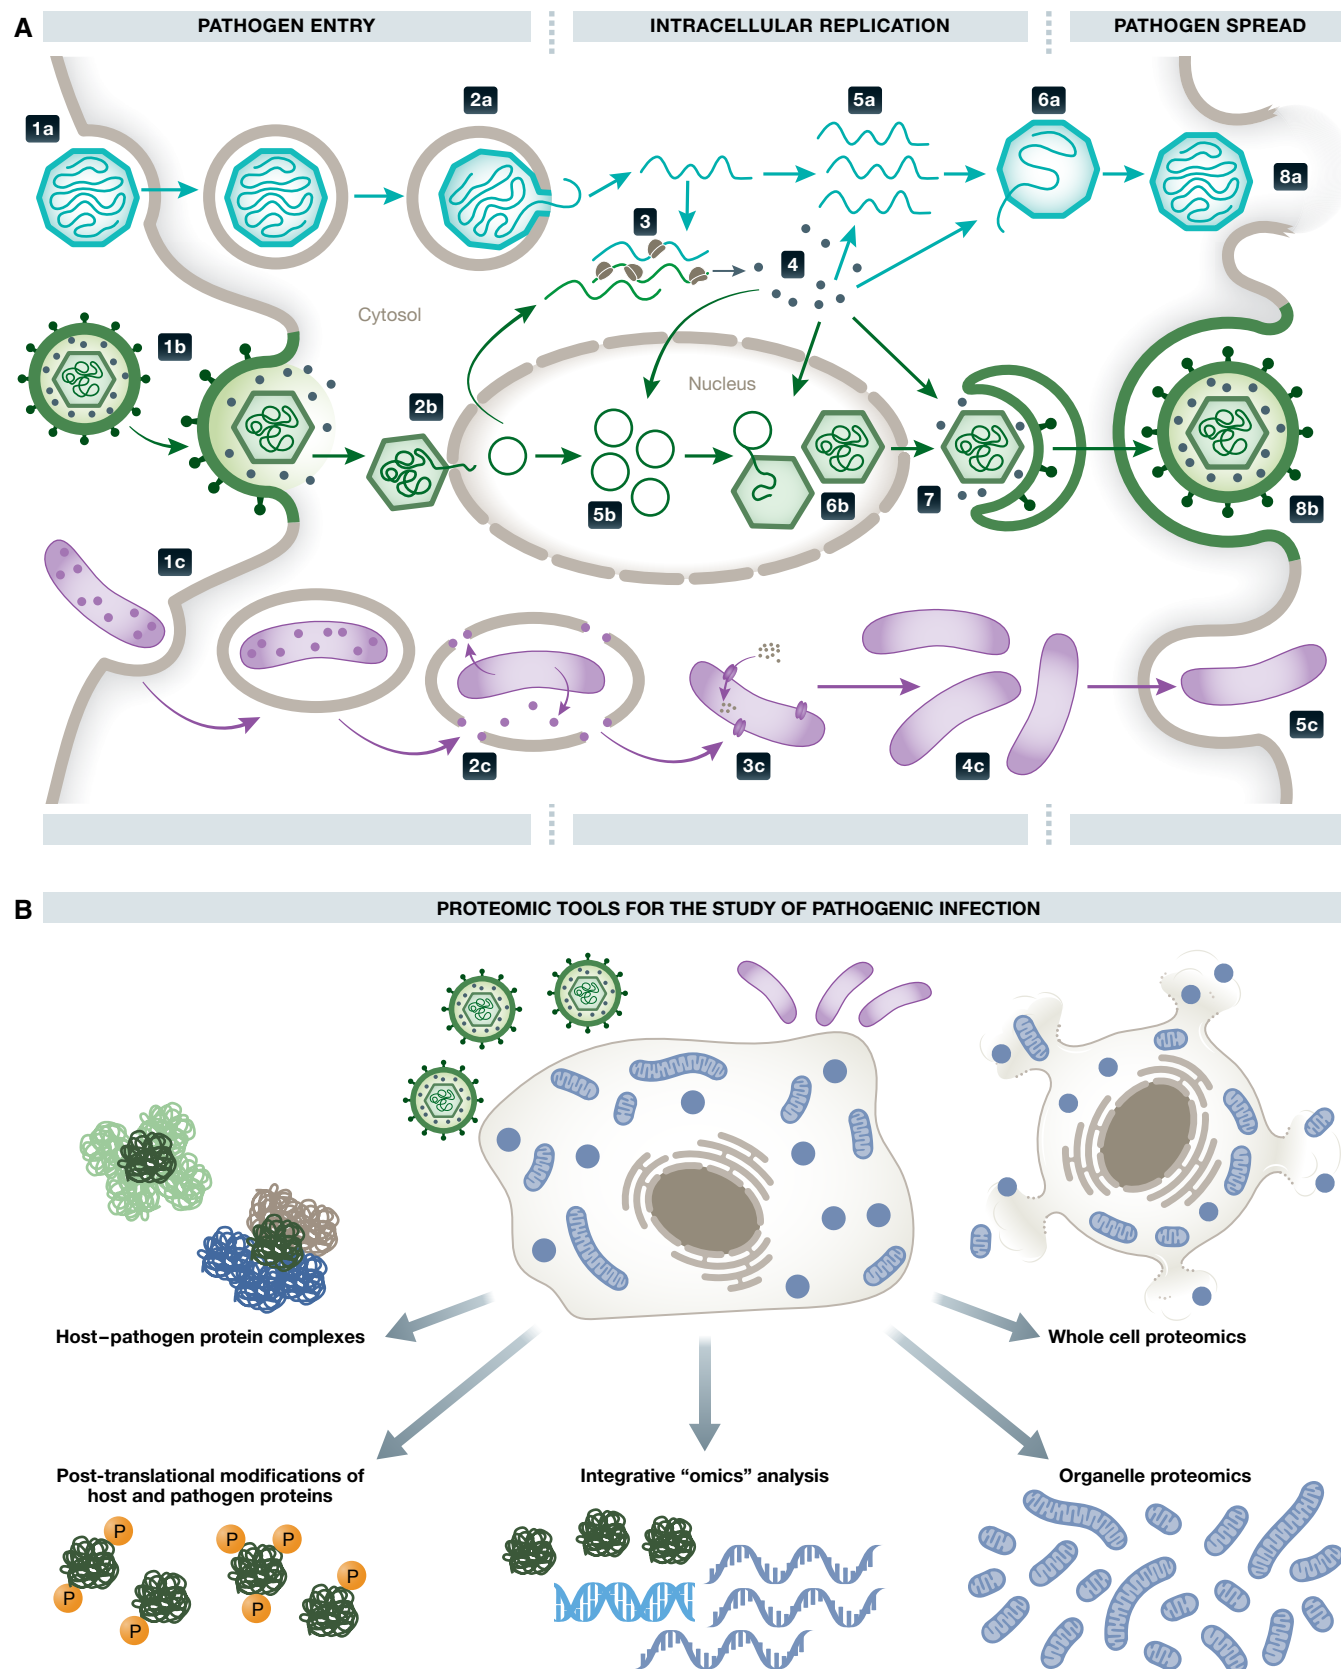 A
PATHOGEN ENTRY
INTRACELLULAR REPLICATION
PATHOGEN SPREAD
1a
2a
5a
6a
8a
3
4
Cytosol
1b
2b
Nucleus
5b
6b
7
8b
1c
2c
3c
4c
5c
B
PROTEOMIC TOOLS FOR THE STUDY OF PATHOGENIC INFECTION
Host–pathogen protein complexes
Whole cell proteomics
Post-translational modifications of
host and pathogen proteins
Integrative “omics” analysis
Organelle proteomics
P
P
P
P
P
P
P